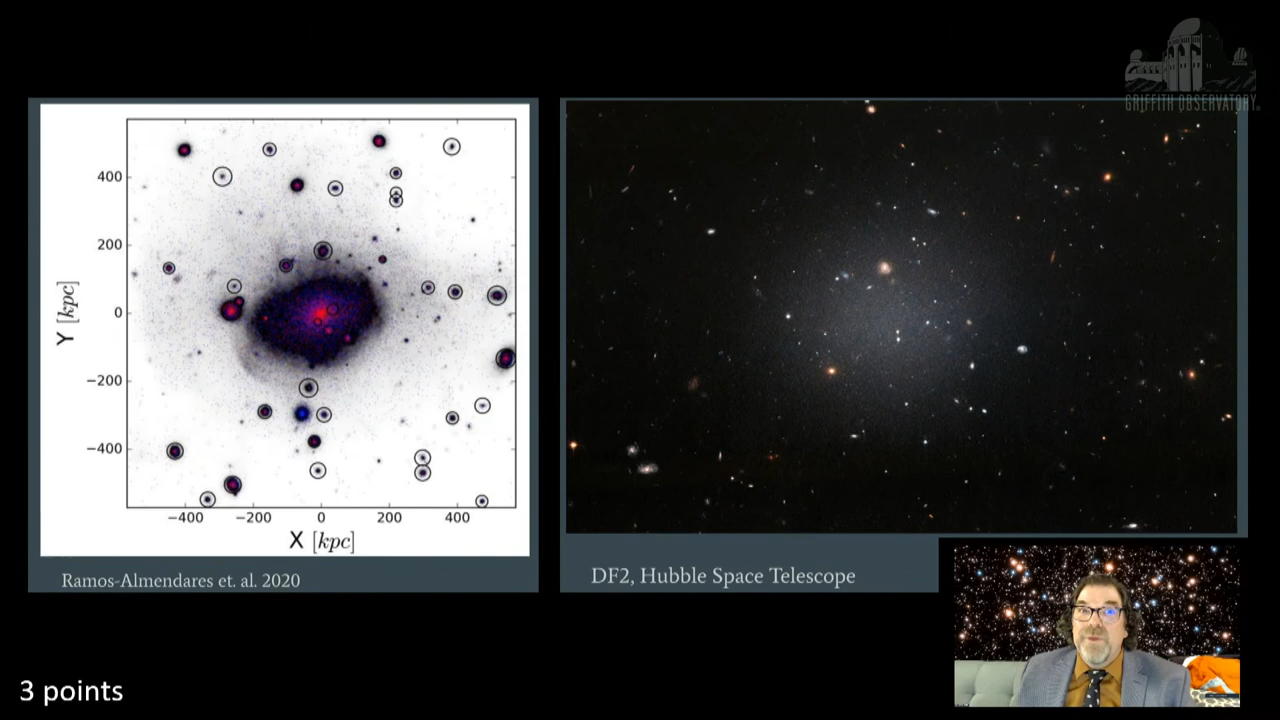 GRIFFITH OBSERVATORY
400
200
0
−200
−400
Y [kpc]
−400 −200 0 200 400
X [kpc]
Ramos-Almendares et. al. 2020
DF2, Hubble Space Telescope
3 points